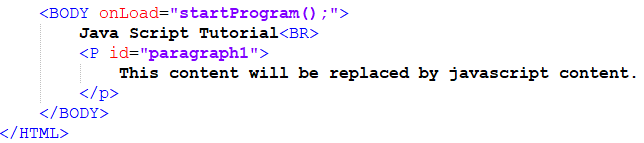 <BODY onLoad="startProgram();">
Java Script Tutorial<BR>
<P id="paragraph1">
This content will be replaced by javascript content.
</p>
</BODY>
</HTML>